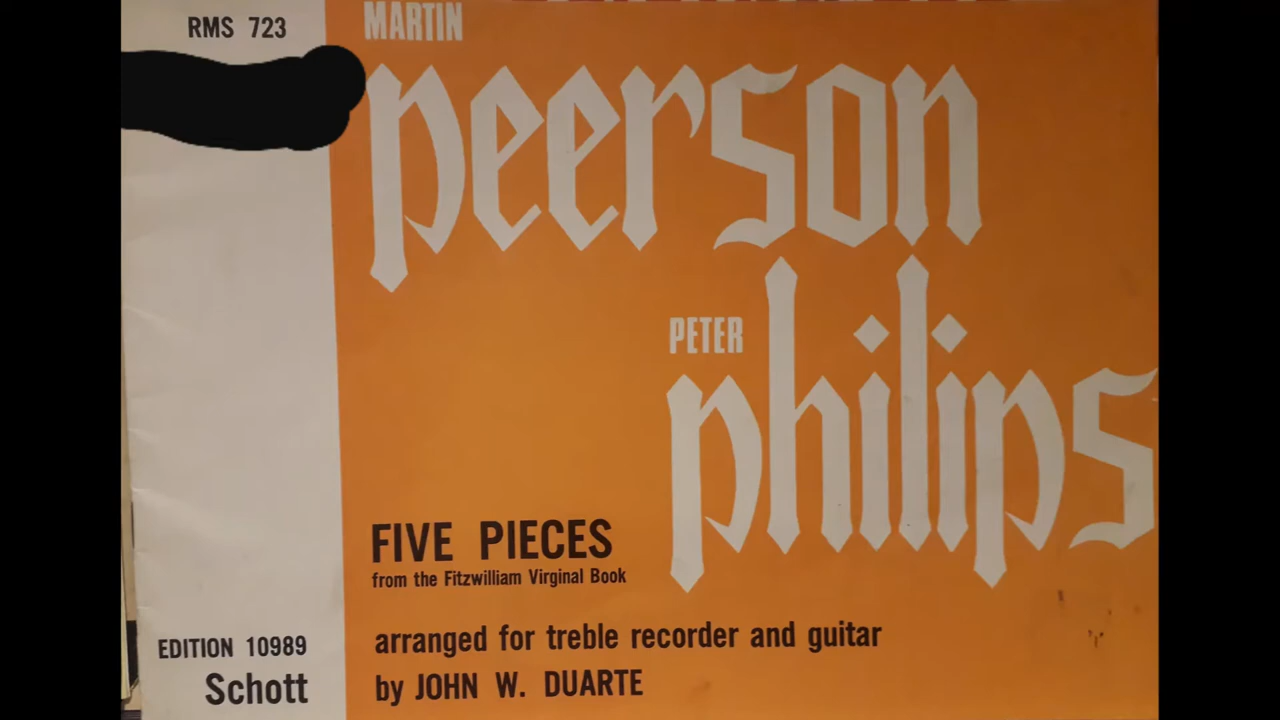 RMS 723
MARTIN
peerson
PETER
philips
FIVE PIECES
from the Fitzwilliam Virginal Book
arranged for treble recorder and guitar
by JOHN W. DUARTE
EDITION 10989
Schott